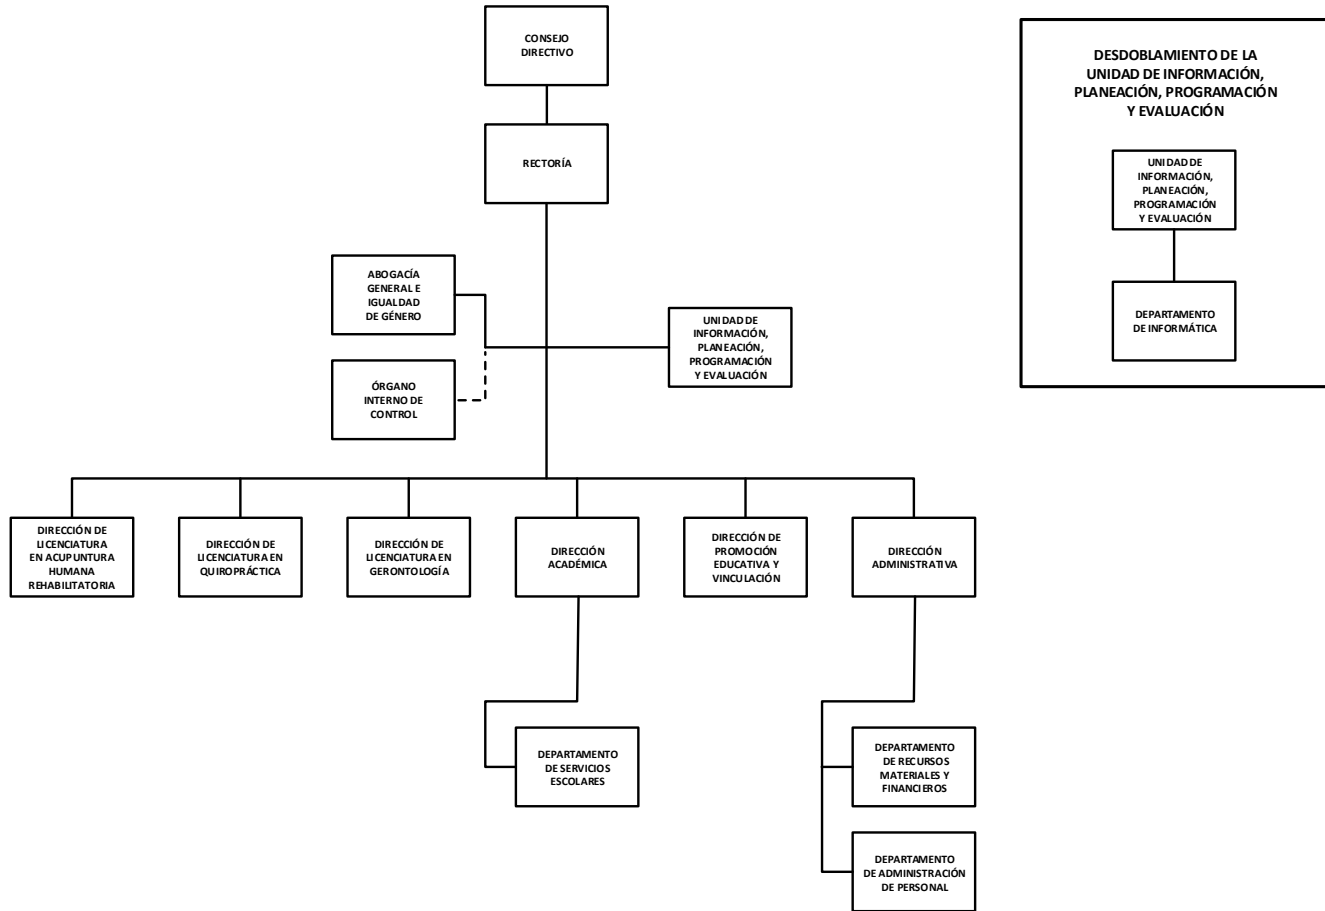 CONSEJO
DIRECTIVO
RECTORÍA
ABOGACÍA
GENERAL E
IGUALDAD
DE GÉNERO
UNIDAD DE
INFORMACIÓN,
PLANEACIÓN,
PROGRAMACIÓN
Y EVALUACIÓN
ÓRGANO
INTERNO DE
CONTROL
DIRECCIÓN DE
LICENCIATURA
EN ACUPUNTURA
HUMANA
REHABILITATORIA
DIRECCIÓN DE
LICENCIATURA EN
QUIROPRÁCTICA
DIRECCIÓN DE
LICENCIATURA EN
GERONTOLOGÍA
DIRECCIÓN
ACADÉMICA
DIRECCIÓN DE
PROMOCIÓN
EDUCATIVA Y
VINCULACIÓN
DIRECCIÓN
ADMINISTRATIVA
DEPARTAMENTO
DE SERVICIOS
ESCOLARES
DEPARTAMENTO
DE RECURSOS
MATERIALES Y
FINANCIEROS
DEPARTAMENTO
DE ADMINISTRACIÓN
DE PERSONAL
DESDOBLAMIENTO DE LA
UNIDAD DE INFORMACIÓN,
PLANEACIÓN, PROGRAMACIÓN
Y EVALUACIÓN
UNIDAD DE
INFORMACIÓN,
PLANEACIÓN,
PROGRAMACIÓN
Y EVALUACIÓN
DEPARTAMENTO
DE INFORMÁTICA